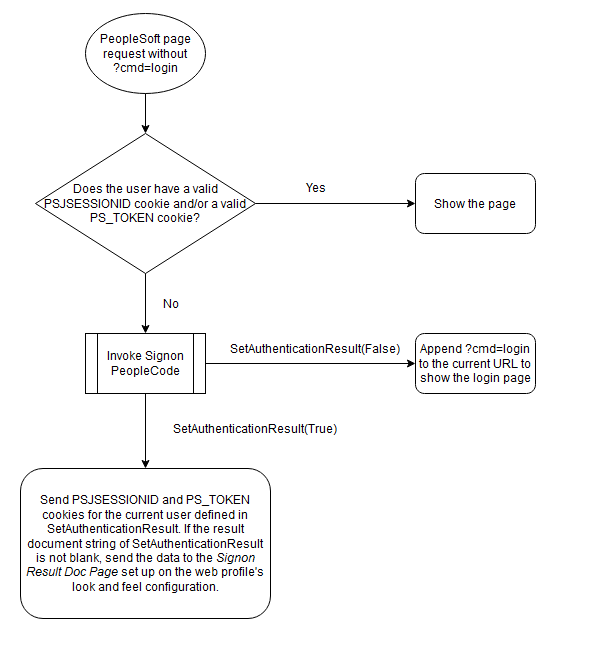 PeopleSoft page
request without
?cmd=login
Does the user have a valid
PSJSESSIONID cookie and/or a valid
PS_TOKEN cookie?
Yes
Show the page
No
Invoke Signon
PeopleCode
SetAuthenticationResult(False)
Append ?cmd=login
to the current URL to
show the login page
SetAuthenticationResult(True)
Send PSJSESSIONID and PS_TOKEN
cookies for the current user defined in
SetAuthenticationResult. If the result
document string of SetAuthenticationResult
is not blank, send the data to the Signon
Result Doc Page set up on the web profile's
look and feel configuration.